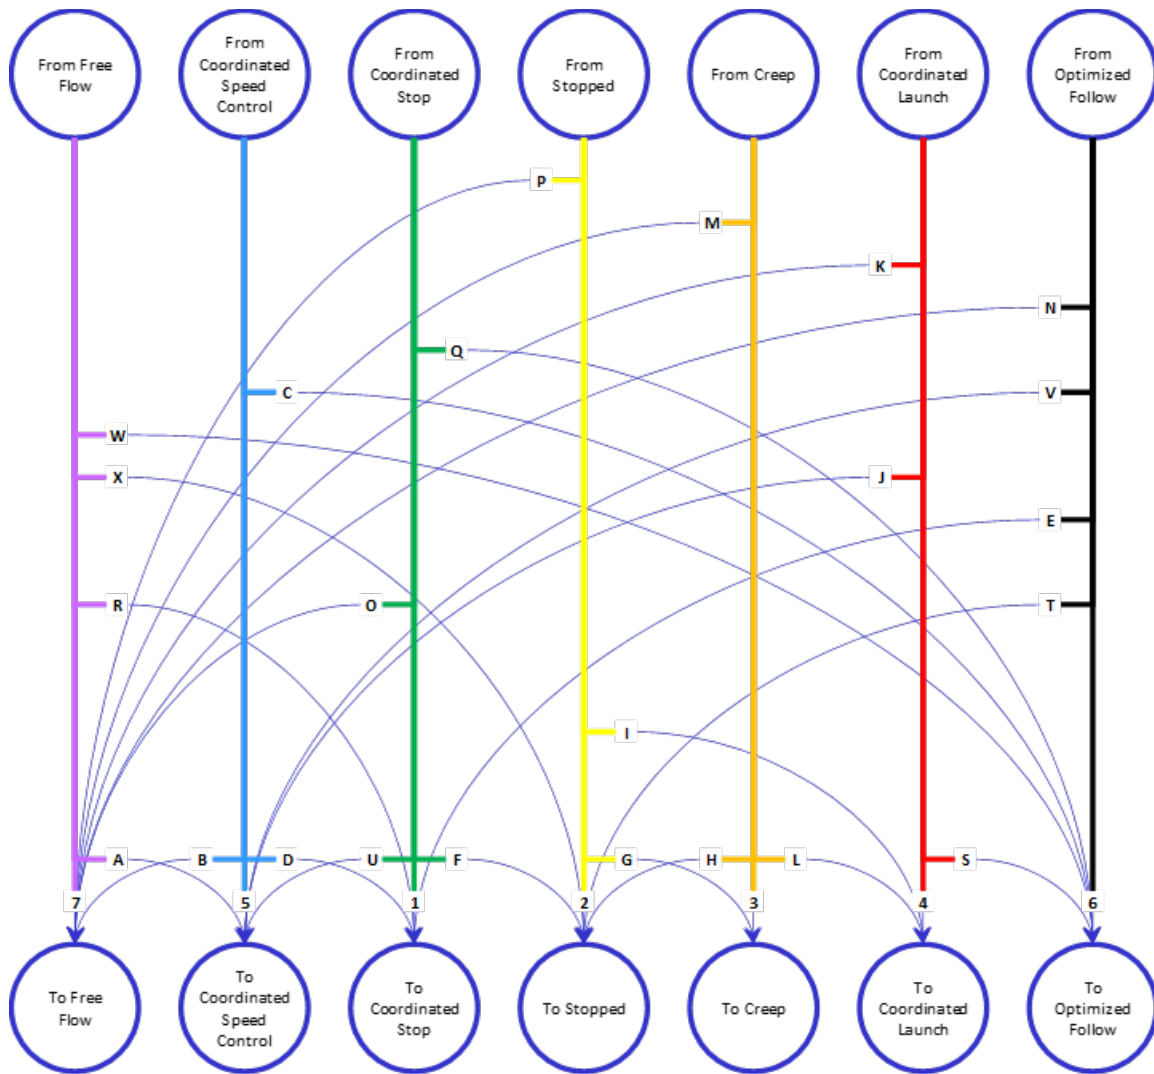 From Free
Flow
From
Coordinated
Speed
Control
From
Coordinated
Stop
From
Stopped
From Creep
From
Coordinated
Launch
From
Optimized
Follow
P
M
K
N
Q
C
V
W
X
J
E
R
O
T
I
A
B
D
U
F
G
H
L
S
7
5
1
2
3
4
6
To Free
Flow
To
Coordinated
Speed
Control
To
Coordinated
Stop
To Stopped
To Creep
To
Coordinated
Launch
To
Optimized
Follow